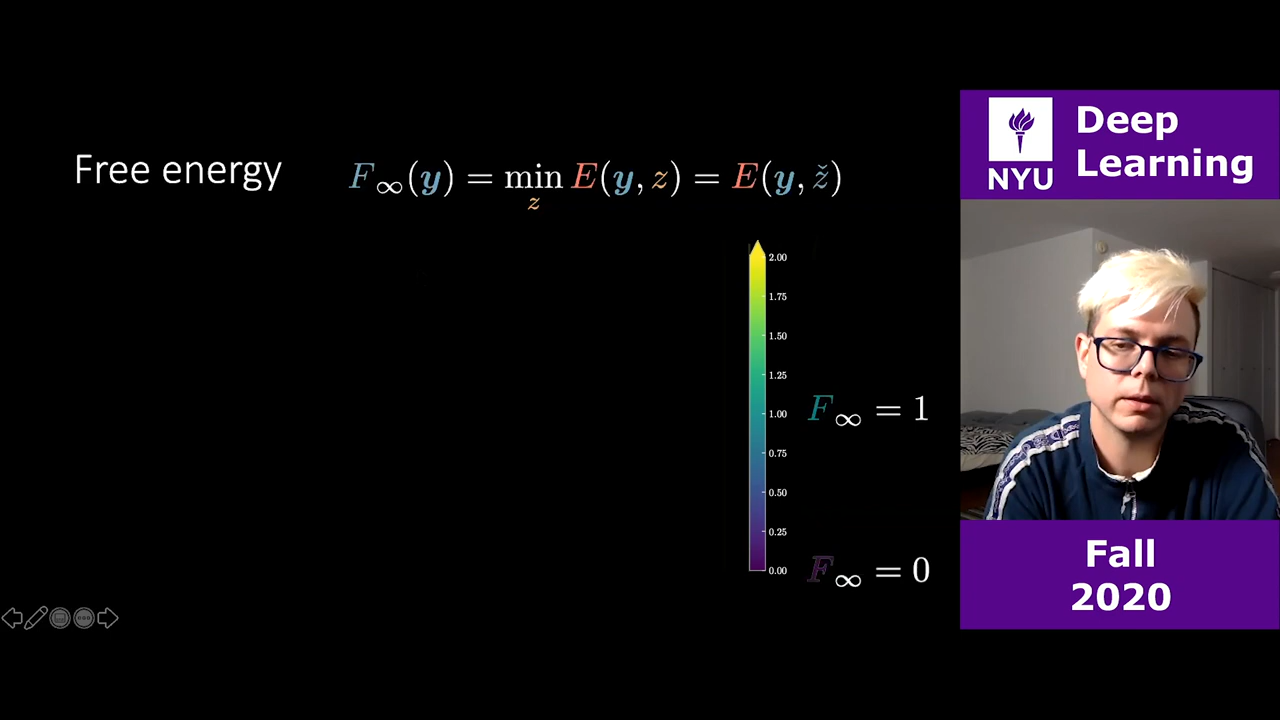 Free energy
F∞(y) = min_z E(y, z) = E(y, ž)
2.00
1.75
1.50
1.25
1.00
0.75
0.50
0.25
0.00
F∞ = 1
F∞ = 0
NYU
Deep
Learning
Fall
2020